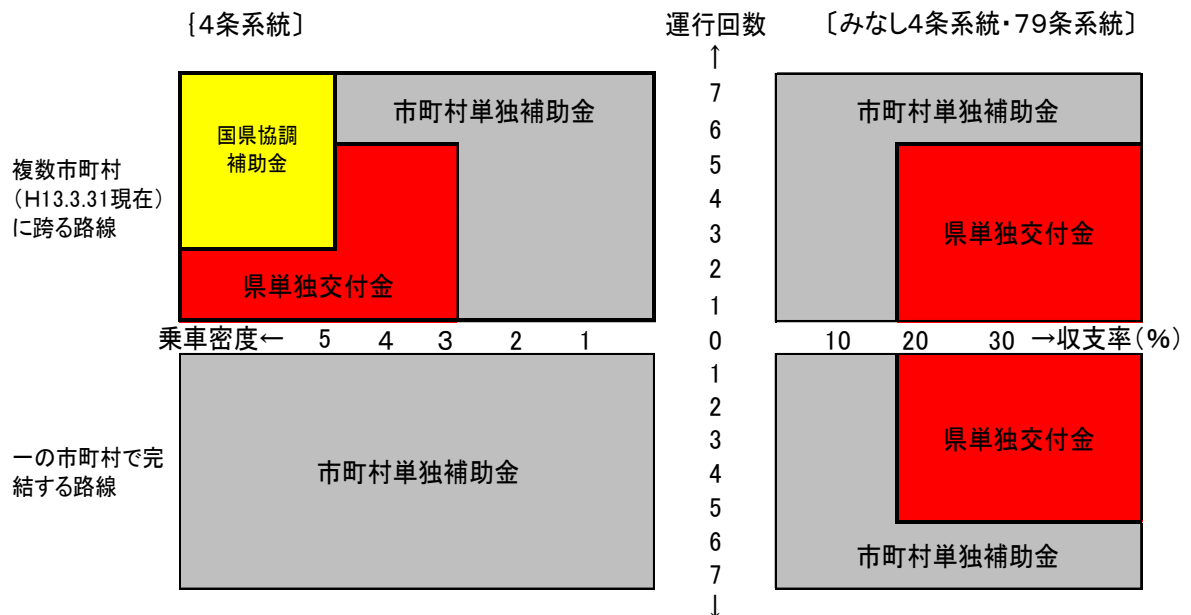 〔4条系統〕
運行回数
〔みなし4条系統・79条系統〕
↑
7
6
5
4
3
2
1
0
1
2
3
4
5
6
7
↓
複数市町村
（H13.3.31現在）
に跨る路線
国県協調
補助金
市町村単独補助金
県単独交付金
市町村単独補助金
県単独交付金
乗車密度← 5 4 3 2 1
10 20 30 →収支率(%)
一の市町村で完
結する路線
市町村単独補助金
県単独交付金
市町村単独補助金